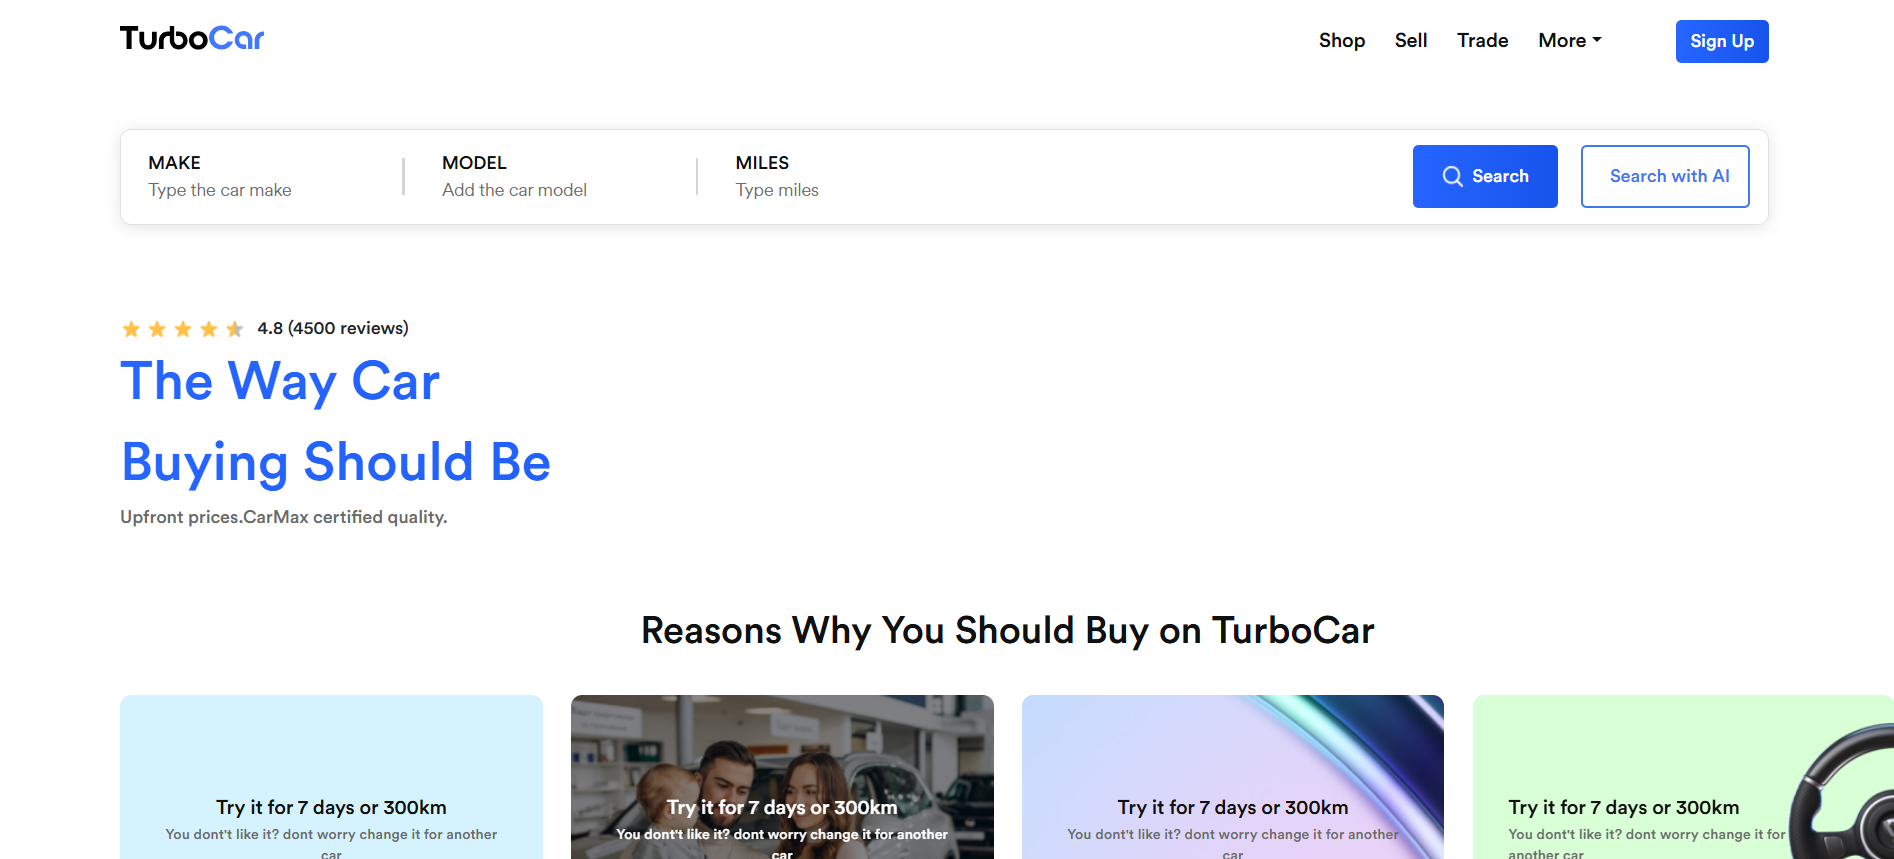 TurboCar
Shop Sell Trade More Sign Up
MAKE MODEL MILES
Type the car make Add the car model Type miles
Search Search with AI
4.8 (4500 reviews)
The Way Car
Buying Should Be
Upfront prices.CarMax certified quality.
Reasons Why You Should Buy on TurboCar
Try it for 7 days or 300km
You dont't like it? dont worry change it for another
car
Try it for 7 days or 300km
You dont't like it? dont worry change it for another
car
Try it for 7 days or 300km
You dont't like it? dont worry change it for another
car
Try it for 7 days or 300km
You dont't like it? dont worry change it for
another car